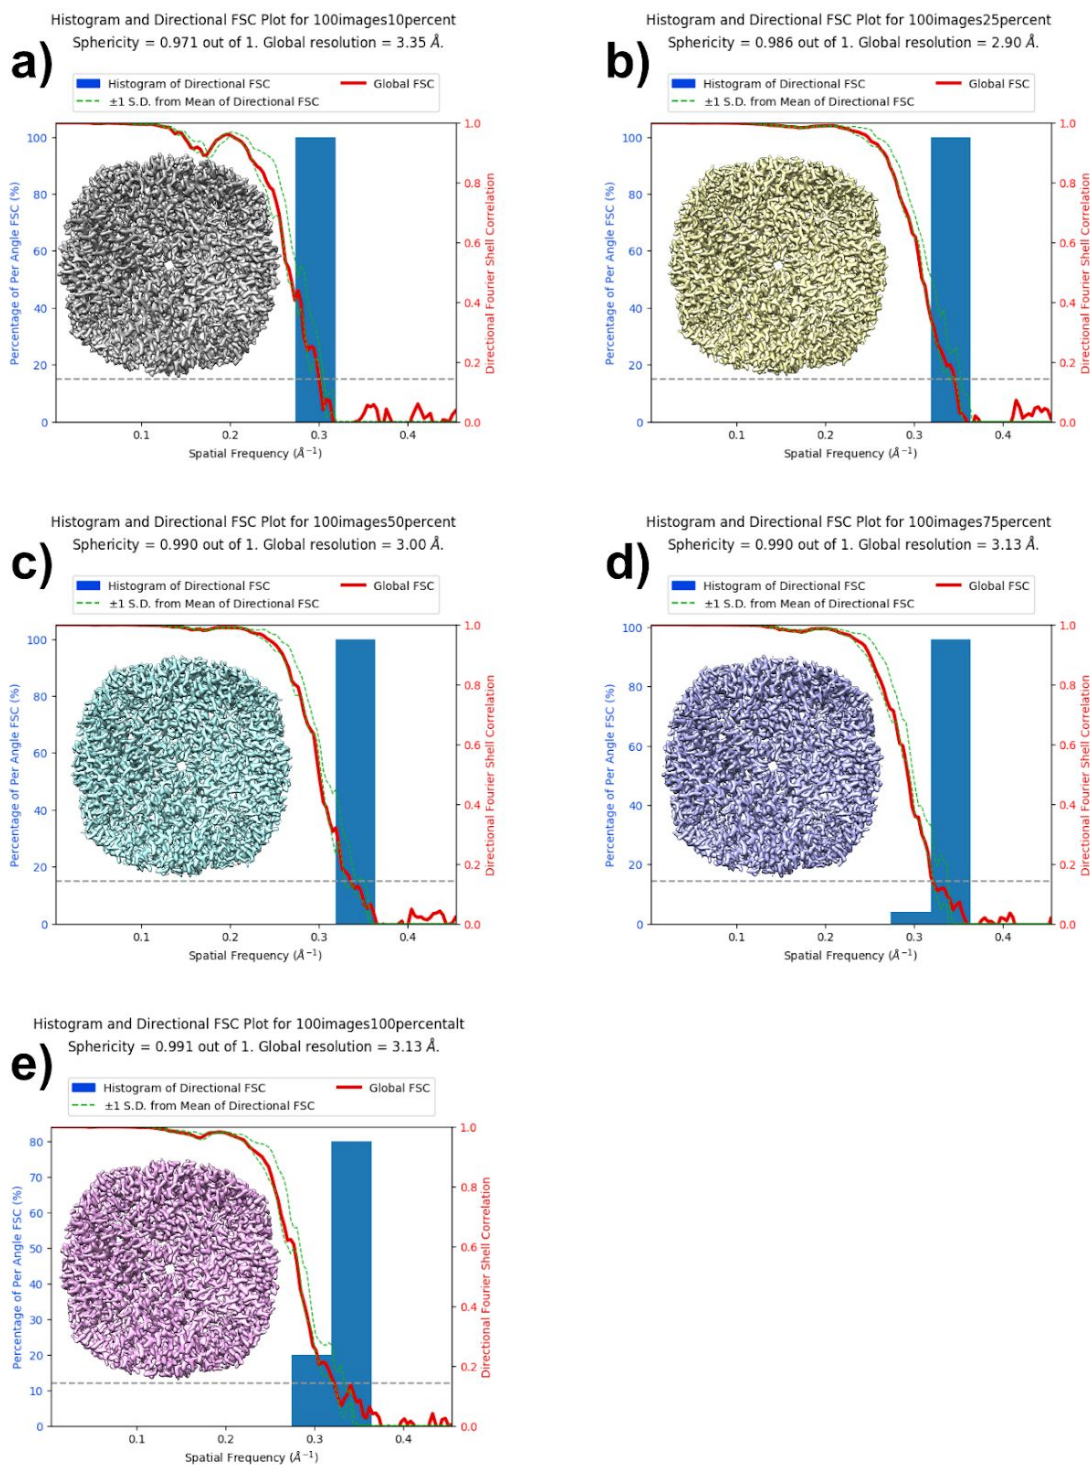 Histogram and Directional FSC Plot for 100images10percent
Sphericity = 0.971 out of 1. Global resolution = 3.35 Å.
a)
Histogram of Directional FSC
Global FSC
±1 S.D. from Mean of Directional FSC
Percentage of Per Angle FSC (%)
100
80
60
40
20
0
1.0
0.8
0.6
0.4
0.2
0.0
Directional Fourier Shell Correlation
0.1 0.2 0.3 0.4
Spatial Frequency (Å⁻¹)
Histogram and Directional FSC Plot for 100images25percent
Sphericity = 0.986 out of 1. Global resolution = 2.90 Å.
b)
Histogram of Directional FSC
Global FSC
±1 S.D. from Mean of Directional FSC
Percentage of Per Angle FSC (%)
100
80
60
40
20
0
1.0
0.8
0.6
0.4
0.2
0.0
Directional Fourier Shell Correlation
0.1 0.2 0.3 0.4
Spatial Frequency (Å⁻¹)
Histogram and Directional FSC Plot for 100images50percent
Sphericity = 0.990 out of 1. Global resolution = 3.00 Å.
c)
Histogram of Directional FSC
Global FSC
±1 S.D. from Mean of Directional FSC
Percentage of Per Angle FSC (%)
100
80
60
40
20
0
1.0
0.8
0.6
0.4
0.2
0.0
Directional Fourier Shell Correlation
0.1 0.2 0.3 0.4
Spatial Frequency (Å⁻¹)
Histogram and Directional FSC Plot for 100images75percent
Sphericity = 0.990 out of 1. Global resolution = 3.13 Å.
d)
Histogram of Directional FSC
Global FSC
±1 S.D. from Mean of Directional FSC
Percentage of Per Angle FSC (%)
100
80
60
40
20
0
1.0
0.8
0.6
0.4
0.2
0.0
Directional Fourier Shell Correlation
0.1 0.2 0.3 0.4
Spatial Frequency (Å⁻¹)
Histogram and Directional FSC Plot for 100images100percentalt
Sphericity = 0.991 out of 1. Global resolution = 3.13 Å.
e)
Histogram of Directional FSC
Global FSC
±1 S.D. from Mean of Directional FSC
Percentage of Per Angle FSC (%)
80
70
60
50
40
30
20
10
0
1.0
0.8
0.6
0.4
0.2
0.0
Directional Fourier Shell Correlation
0.1 0.2 0.3 0.4
Spatial Frequency (Å⁻¹)